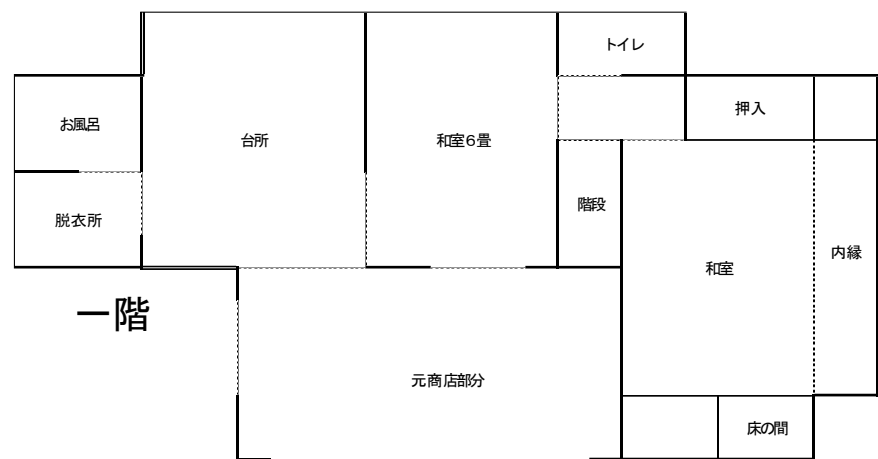 トイレ
押入
お風呂
台所
和室6畳
階段
脱衣所
内縁
和室
一階
元商店部分
床の間